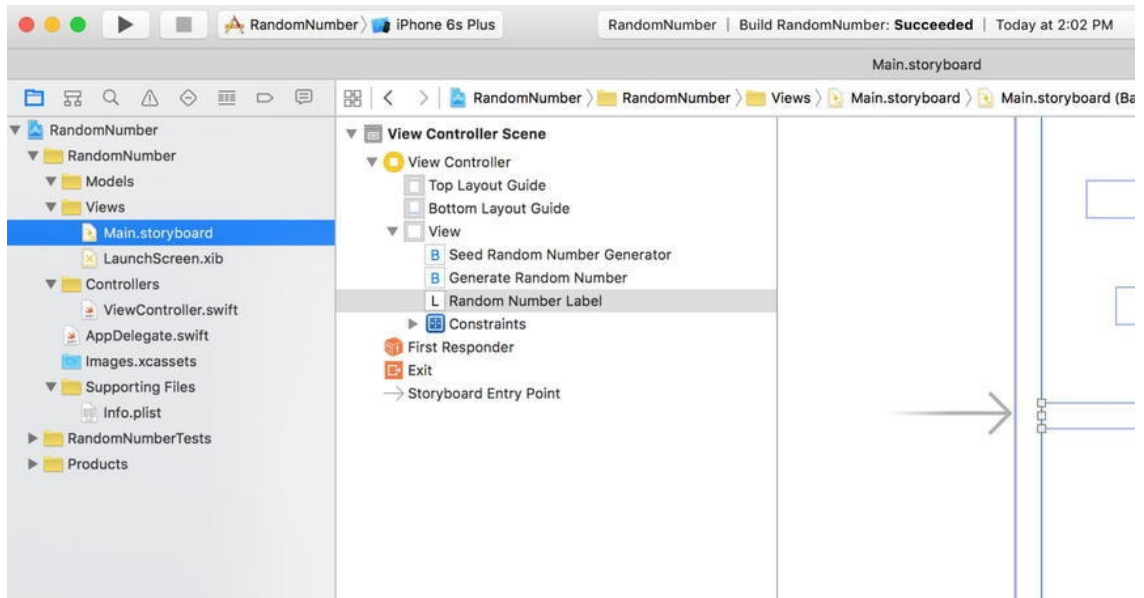 RandomNumber iPhone 6s Plus RandomNumber | Build RandomNumber: Succeeded | Today at 2:02 PM
Main.storyboard
RandomNumber RandomNumber Views Main.storyboard Main.storyboard (Ba
RandomNumber
RandomNumber
Models
Views
Main.storyboard
LaunchScreen.xib
Controllers
ViewController.swift
AppDelegate.swift
Images.xcassets
Supporting Files
Info.plist
RandomNumberTests
Products
View Controller Scene
View Controller
Top Layout Guide
Bottom Layout Guide
View
B Seed Random Number Generator
B Generate Random Number
L Random Number Label
Constraints
First Responder
Exit
Storyboard Entry Point